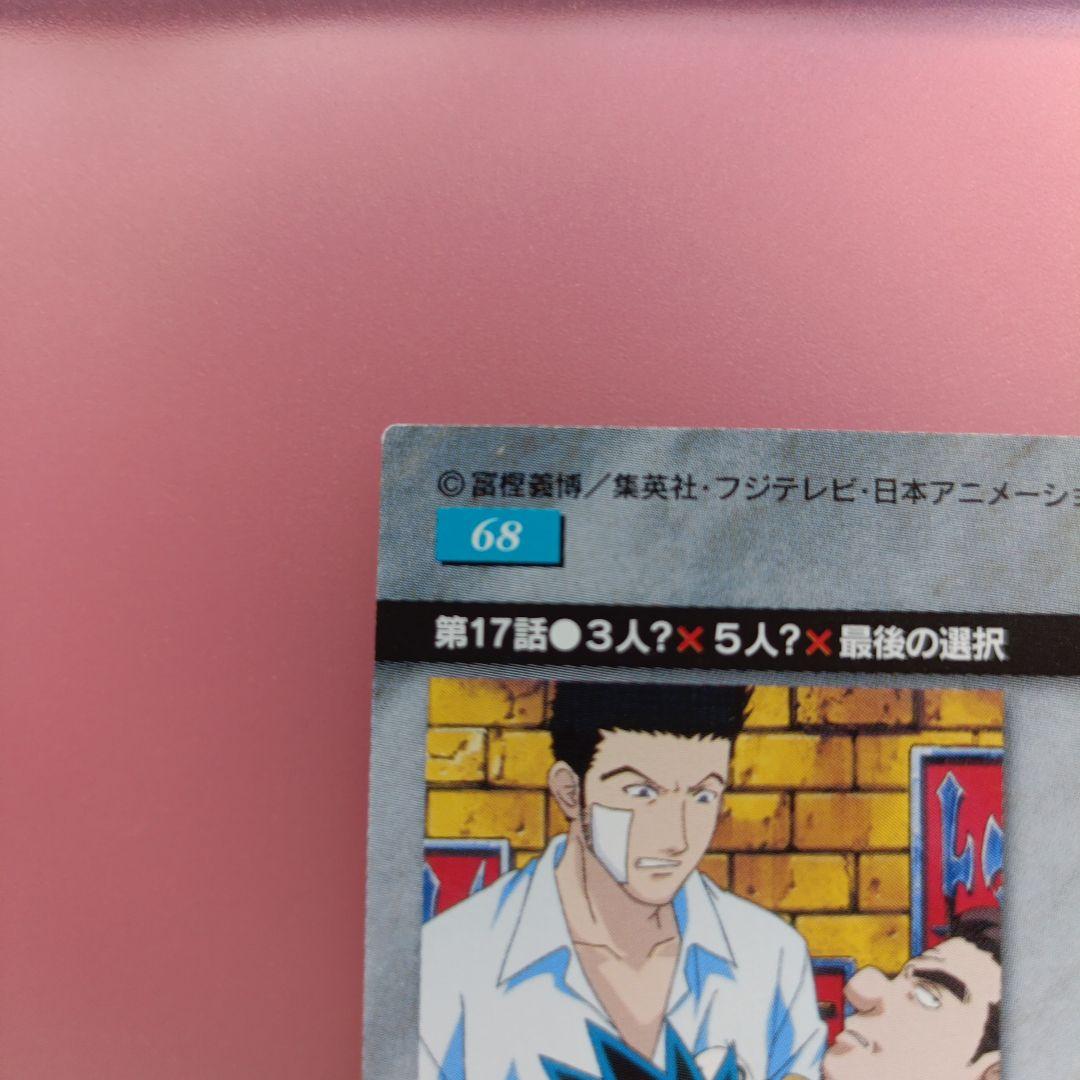 ©冨樫義博／集英社・フジテレビ・日本アニメーショ
68
第17話●3人?×5人?×最後の選択